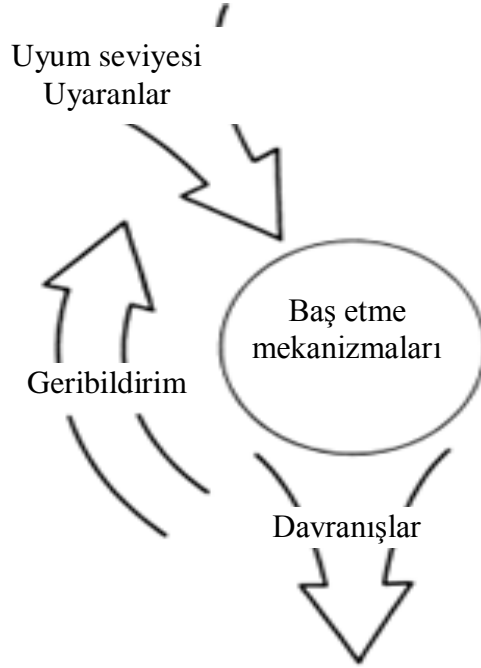 Uyum seviyesi
Uyaranlar
Baş etme
mekanizmaları
Geribildirim
Davranışlar